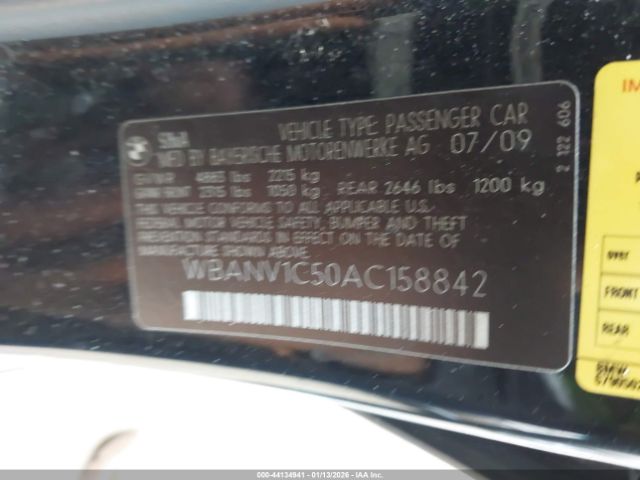 VEHICLE TYPE: PASSENGER CAR
MFD BY BAYERISCHE MOTORENWERKE AG 07/09
GVWR 4883 lbs 2215 kg
GAWR FRONT 2315 lbs 1050 kg REAR 2646 lbs 1200 kg
THIS VEHICLE CONFORMS TO ALL APPLICABLE U.S.
MOTOR VEHICLE SAFETY, BUMPER AND THEFT
PREVENTION STANDARDS IN EFFECT ON THE DATE OF
MANUFACTURE SHOWN ABOVE.
WBANV1C50AC158842
2 122 606
over
FRONT
REAR
BMW
000-44134941 - 01/13/2026 - IAAI.COM